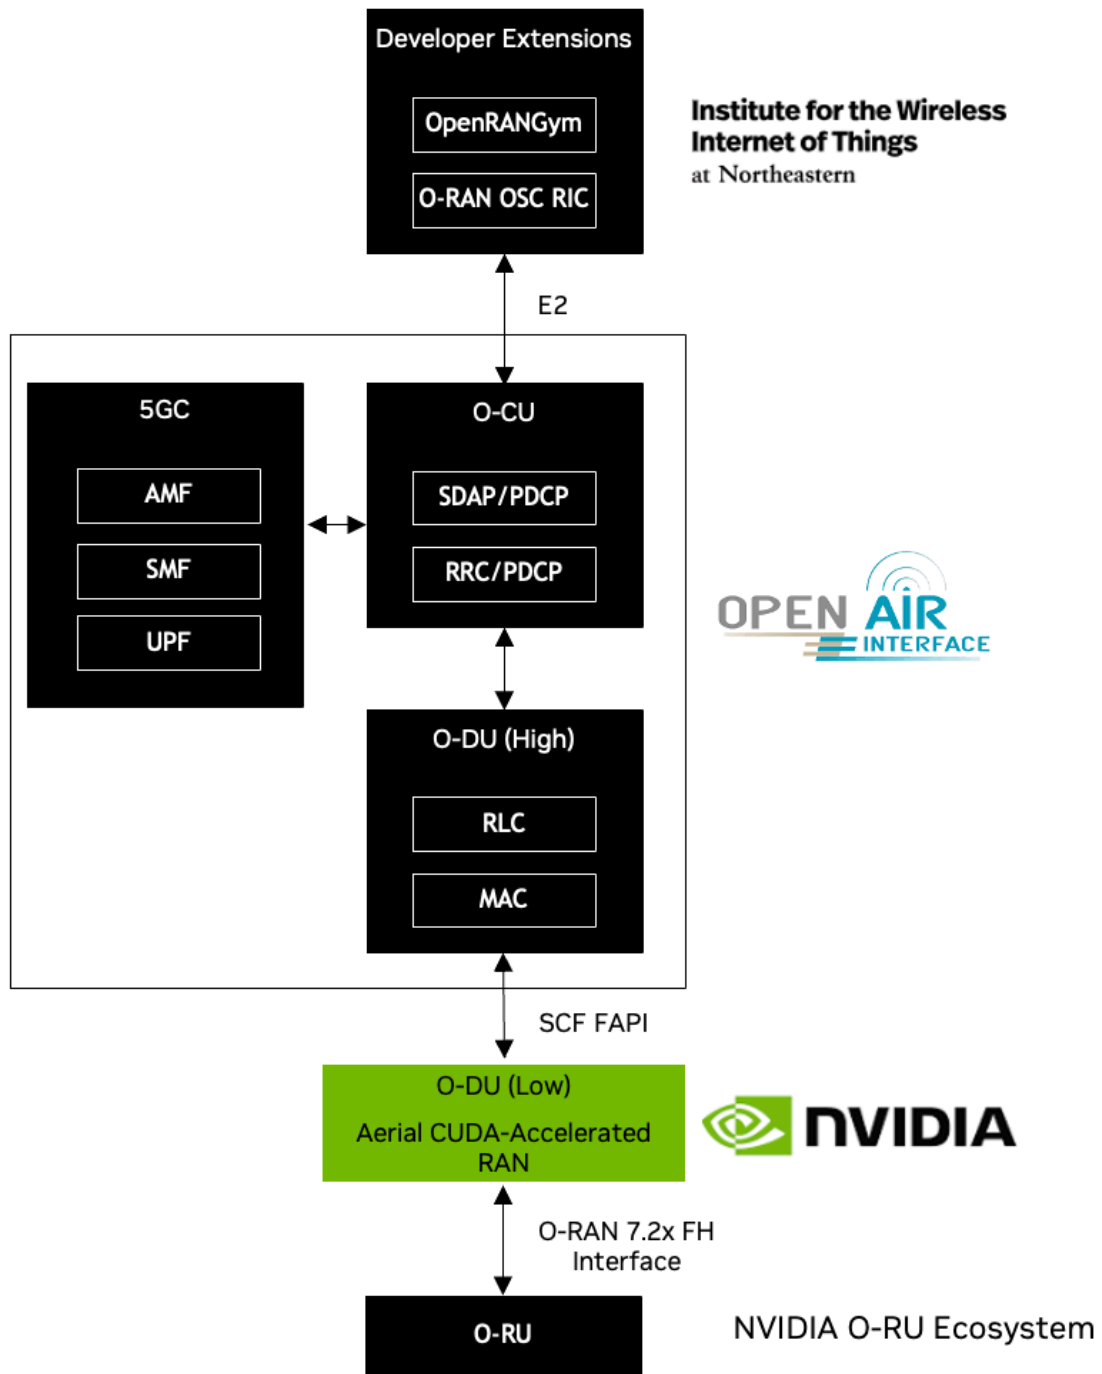 Developer Extensions
OpenRANGym
O-RAN OSC RIC
Institute for the Wireless
Internet of Things
at Northeastern
E2
5GC
AMF
SMF
UPF
O-CU
SDAP/PDCP
RRC/PDCP
OPEN AIR
INTERFACE
O-DU (High)
RLC
MAC
SCF FAPI
O-DU (Low)
Aerial CUDA-Accelerated
RAN
NVIDIA
O-RAN 7.2x FH
Interface
O-RU
NVIDIA O-RU Ecosystem